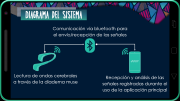 DIAGRAMA DEL SISTEMA
Comunicación via bluetooth para
el envío/recepción de las señales
Lectura de ondas cerebrales
a través de la diadema muse
Recepción y análisis de las
señales registradas durante el
uso de la aplicación principal